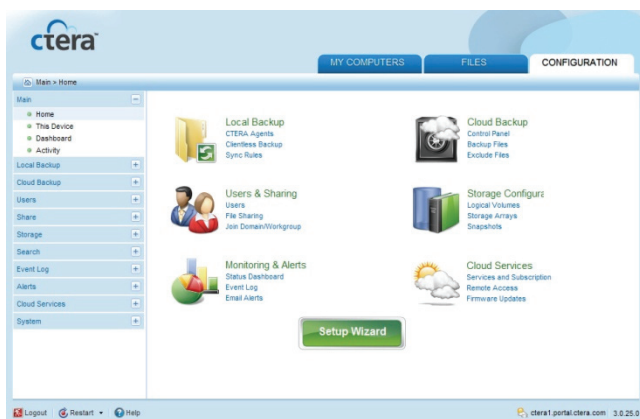 ctera™
MY COMPUTERS
FILES
CONFIGURATION
Main > Home
Main
Home
This Device
Dashboard
Activity
Local Backup
Cloud Backup
Users
Share
Storage
Search
Event Log
Alerts
Cloud Services
System
Local Backup
CTERA Agents
Clientless Backup
Sync Rules
Cloud Backup
Control Panel
Backup Files
Exclude Files
Users & Sharing
Users
File Sharing
Join Domain/Workgroup
Storage Configura
Logical Volumes
Storage Arrays
Snapshots
Monitoring & Alerts
Status Dashboard
Event Log
Email Alerts
Cloud Services
Services and Subscription
Remote Access
Firmware Updates
Setup Wizard
Logout
Restart
Help
ctera1.portal.ctera.com 3.0.25.0